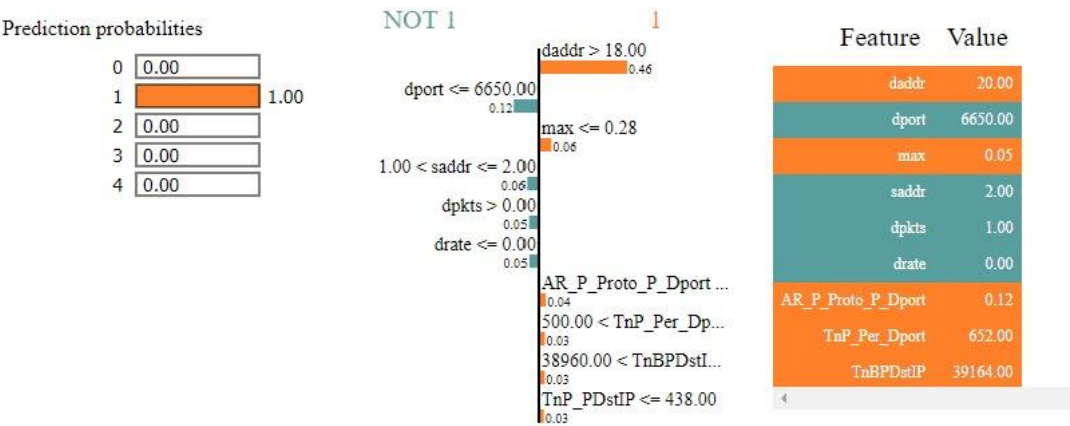 Prediction probabilities
0 0.00
1 1.00
2 0.00
3 0.00
4 0.00
NOT 1
1
daddr > 18.00
0.46
dport <= 6650.00
0.12
max <= 0.28
0.06
1.00 < saddr <= 2.00
0.06
dpkts > 0.00
0.05
drate <= 0.00
0.05
AR_P_Proto_P_Dport ...
0.04
500.00 < TnP_Per_Dp...
0.03
38960.00 < TnBPDstI...
0.03
TnP_PDstIP <= 438.00
0.03
Feature Value
daddr 20.00
dport 6650.00
max 0.05
saddr 2.00
dpkts 1.00
drate 0.00
AR_P_Proto_P_Dport 0.12
TnP_Per_Dport 652.00
TnBPDstIP 39164.00